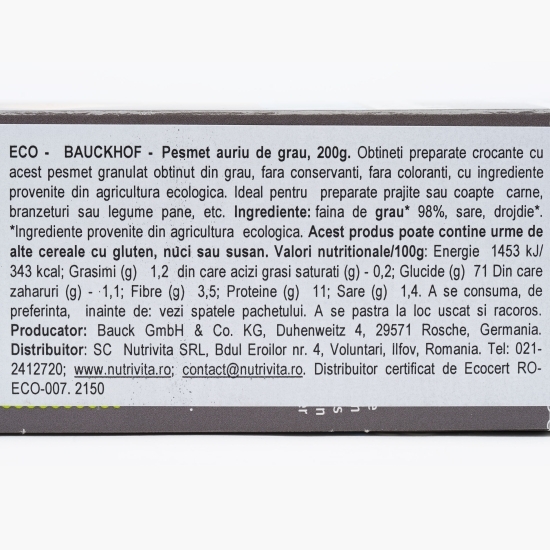 ECO - BAUCKHOF - Pesmet auriu de grau, 200g. Obtineti preparate crocante cu
acest pesmet granulat obtinut din grau, fara conservanti, fara coloranti, cu ingrediente
provenite din agricultura ecologica. Ideal pentru preparate prajite sau coapte carne,
branzeturi sau legume pane, etc. Ingrediente: faina de grau* 98%, sare, drojdie*.
*Ingrediente provenite din agricultura ecologica. Acest produs poate contine urme de
alte cereale cu gluten, nuci sau susan. Valori nutritionale/100g: Energie 1453 kJ/
343 kcal; Grasimi (g) 1,2 din care acizi grasi saturati (g) - 0,2; Glucide (g) 71 Din care
zaharuri (g) - 1,1; Fibre (g) 3,5; Proteine (g) 11; Sare (g) 1,4. A se consuma, de
preferinta, inainte de: vezi spatele pachetului. A se pastra la loc uscat si racoros.
Producator: Bauck GmbH & Co. KG, Duhenweitz 4, 29571 Rosche, Germania.
Distribuitor: SC Nutrivita SRL, Bdul Eroilor nr. 4, Voluntari, Ilfov, Romania. Tel: 021-
2412720; www.nutrivita.ro; contact@nutrivita.ro. Distribuitor certificat de Ecocert RO-
ECO-007. 2150